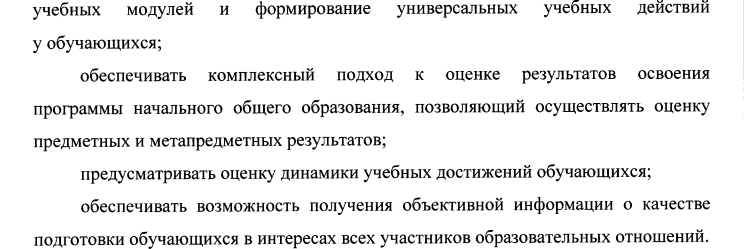 учебных модулей и формирование универсальных учебных действий
у обучающихся;
обеспечивать комплексный подход к оценке результатов освоения
программы начального общего образования, позволяющий осуществлять оценку
предметных и метапредметных результатов;
предусматривать оценку динамики учебных достижений обучающихся;
обеспечивать возможность получения объективной информации о качестве
подготовки обучающихся в интересах всех участников образовательных отношений.